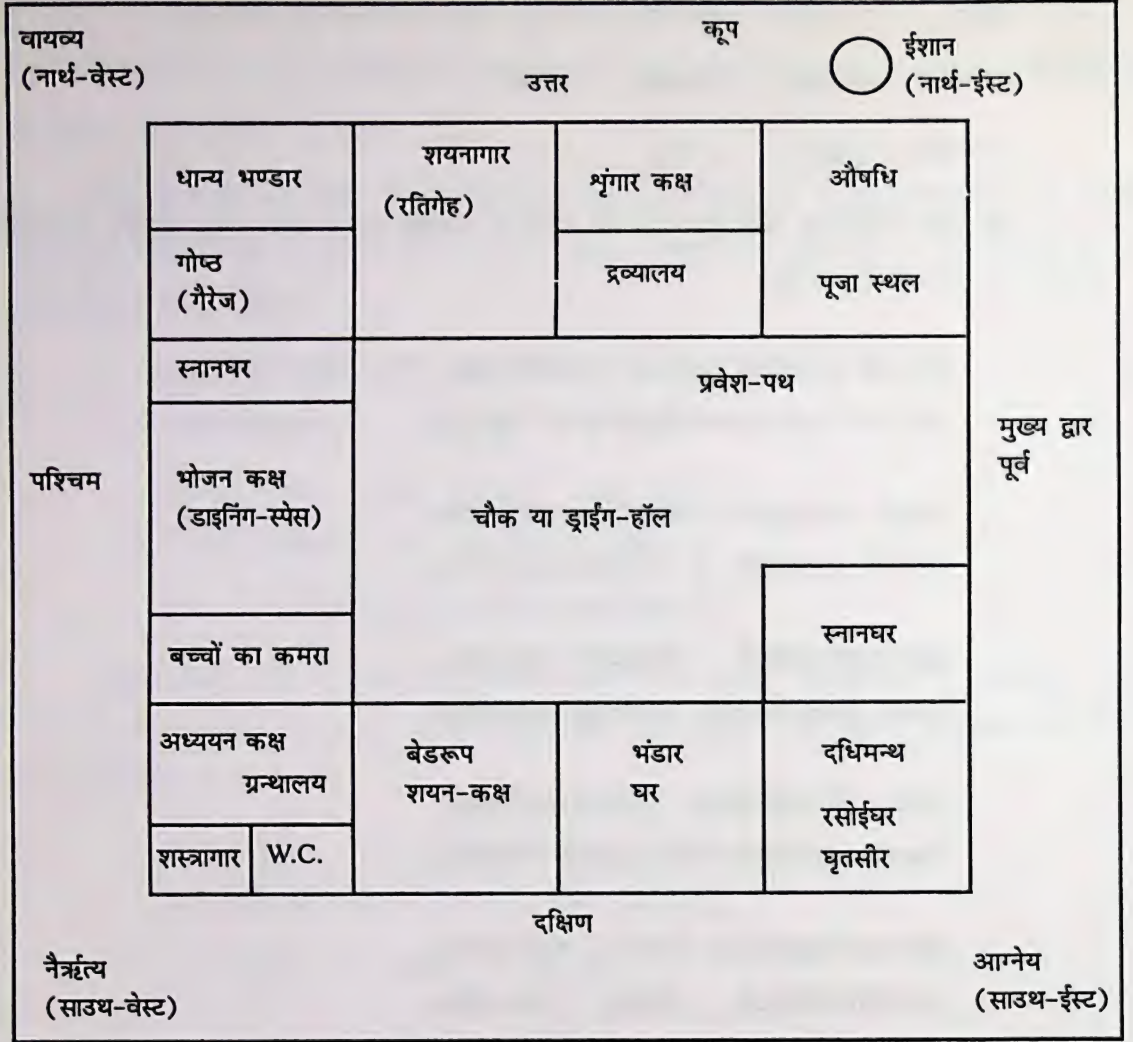 वायव्य
(नार्थ-वेस्ट)
उत्तर
कूप
ईशान
(नार्थ-ईस्ट)
धान्य भण्डार
शयनागार
(रतिगेह)
शृंगार कक्ष
औषधि
गोष्ठ
(गैरेज)
द्रव्यालय
पूजा स्थल
स्नानघर
प्रवेश-पथ
मुख्य द्वार
पूर्व
पश्चिम
भोजन कक्ष
(डाइनिंग-स्पेस)
चौक या ड्राईंग-हॉल
स्नानघर
बच्चों का कमरा
अध्ययन कक्ष
ग्रन्थालय
बेडरूप
शयन-कक्ष
भंडार
घर
दधिमन्थ
रसोईघर
घृतसीर
शस्त्रागार
W.C.
दक्षिण
नैर्ऋत्य
(साउथ-वेस्ट)
आग्नेय
(साउथ-ईस्ट)